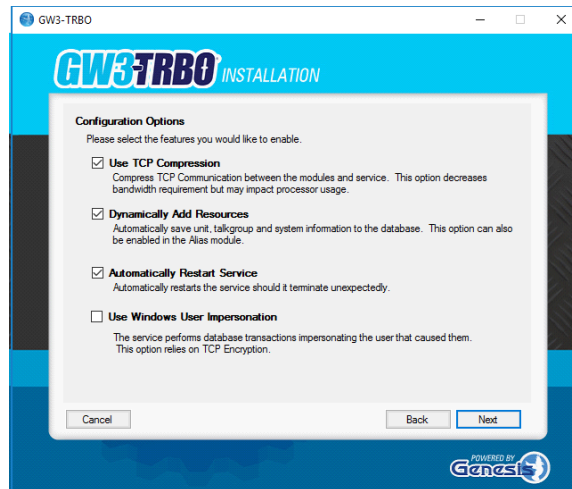 GW3-TRBO
GW3-TRBO INSTALLATION
Configuration Options
Please select the features you would like to enable.
Use TCP Compression
Compress TCP Communication between the modules and service. This option decreases
bandwidth requirement but may impact processor usage.
Dynamically Add Resources
Automatically save unit, talkgroup and system information to the database. This option can also
be enabled in the Alias module.
Automatically Restart Service
Automatically restarts the service should it terminate unexpectedly.
Use Windows User Impersonation
The service performs database transactions impersonating the user that caused them.
This option relies on TCP Encryption.
Cancel Back Next
POWERED BY
Genesis